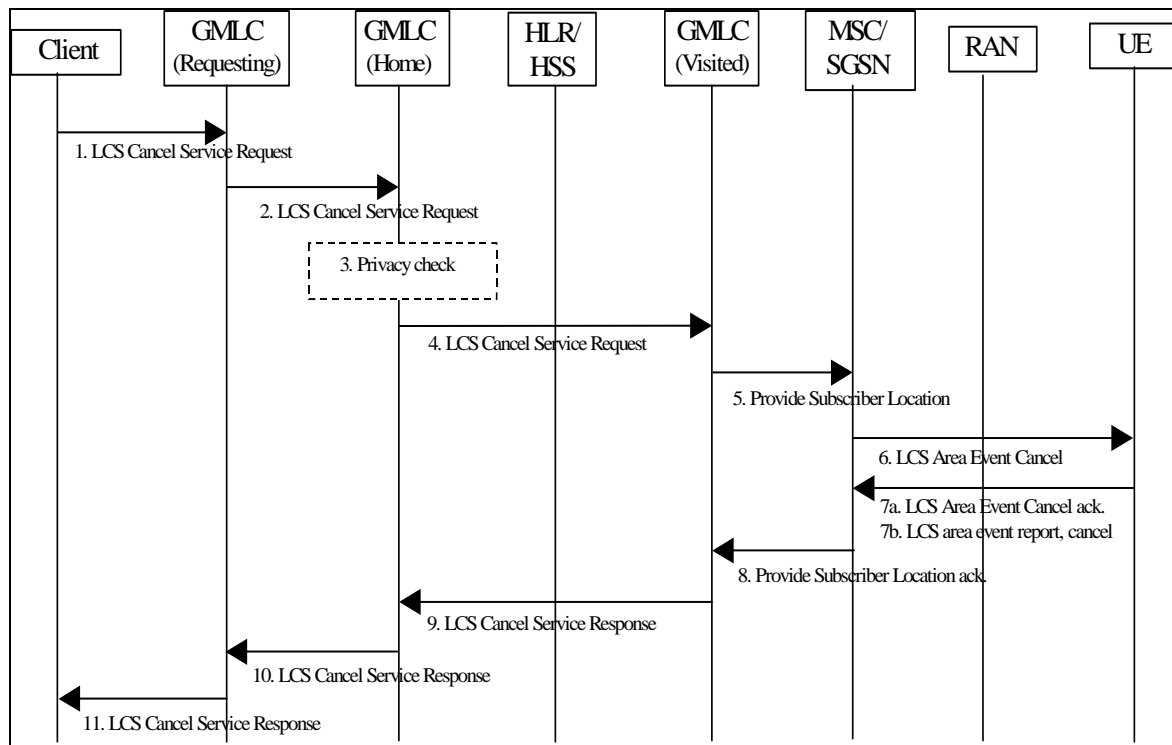 Client
GMLC
(Requesting)
GMLC
(Home)
HLR/
HSS
GMLC
(Visited)
MSC/
SGSN
RAN
UE
1. LCS Cancel Service Request
2. LCS Cancel Service Request
3. Privacy check
4. LCS Cancel Service Request
5. Provide Subscriber Location
6. LCS Area Event Cancel
7a. LCS Area Event Cancel ack.
7b. LCS area event report, cancel
8. Provide Subscriber Location ack.
9. LCS Cancel Service Response
10. LCS Cancel Service Response
11. LCS Cancel Service Response